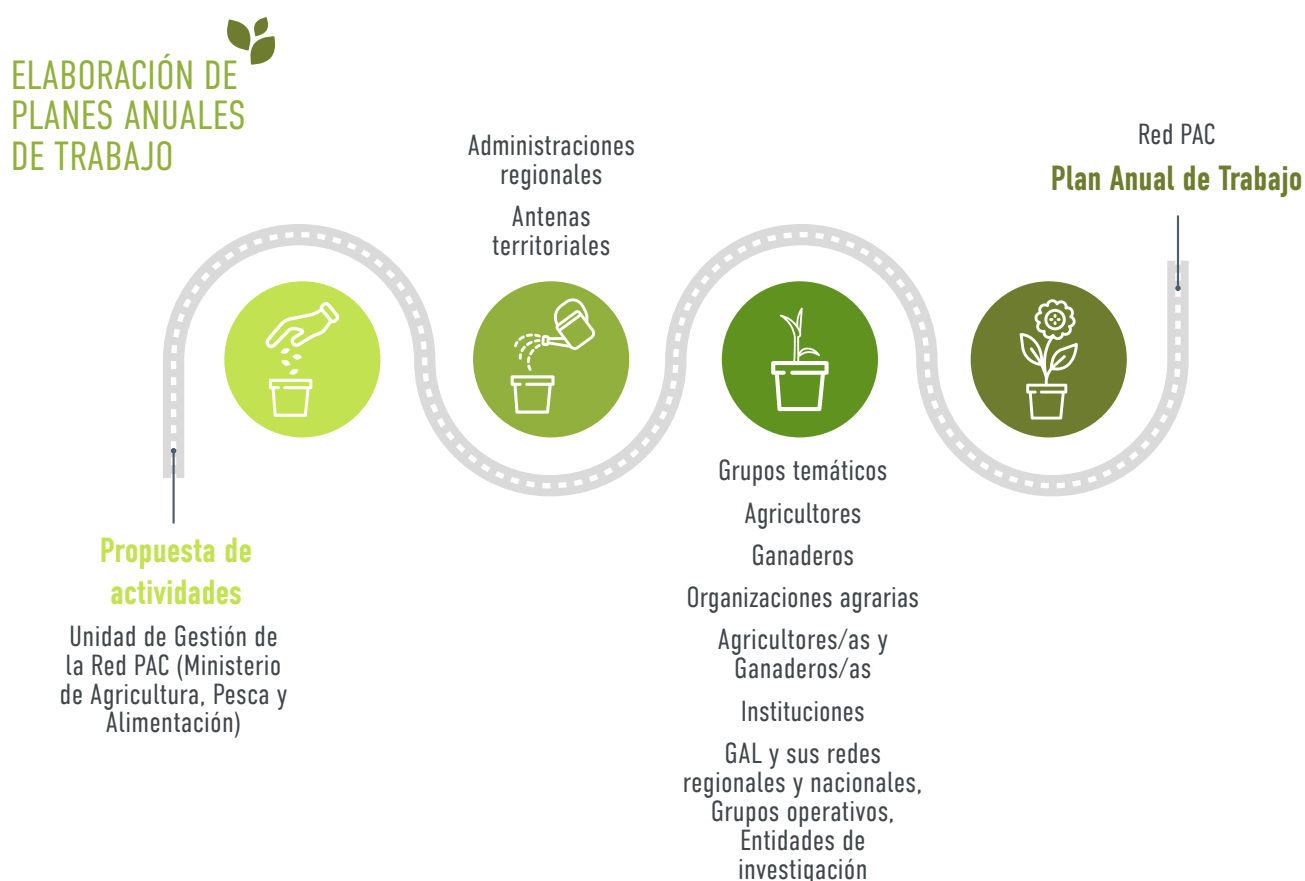 ELABORACIÓN DE
PLANES ANUALES
DE TRABAJO
Propuesta de
actividades
Unidad de Gestión de
la Red PAC (Ministerio
de Agricultura, Pesca y
Alimentación)
Administraciones
regionales
Antenas
territoriales
Grupos temáticos
Agricultores
Ganaderos
Organizaciones agrarias
Agricultores/as y
Ganaderos/as
Instituciones
GAL y sus redes
regionales y nacionales,
Grupos operativos,
Entidades de
investigación
Red PAC
Plan Anual de Trabajo